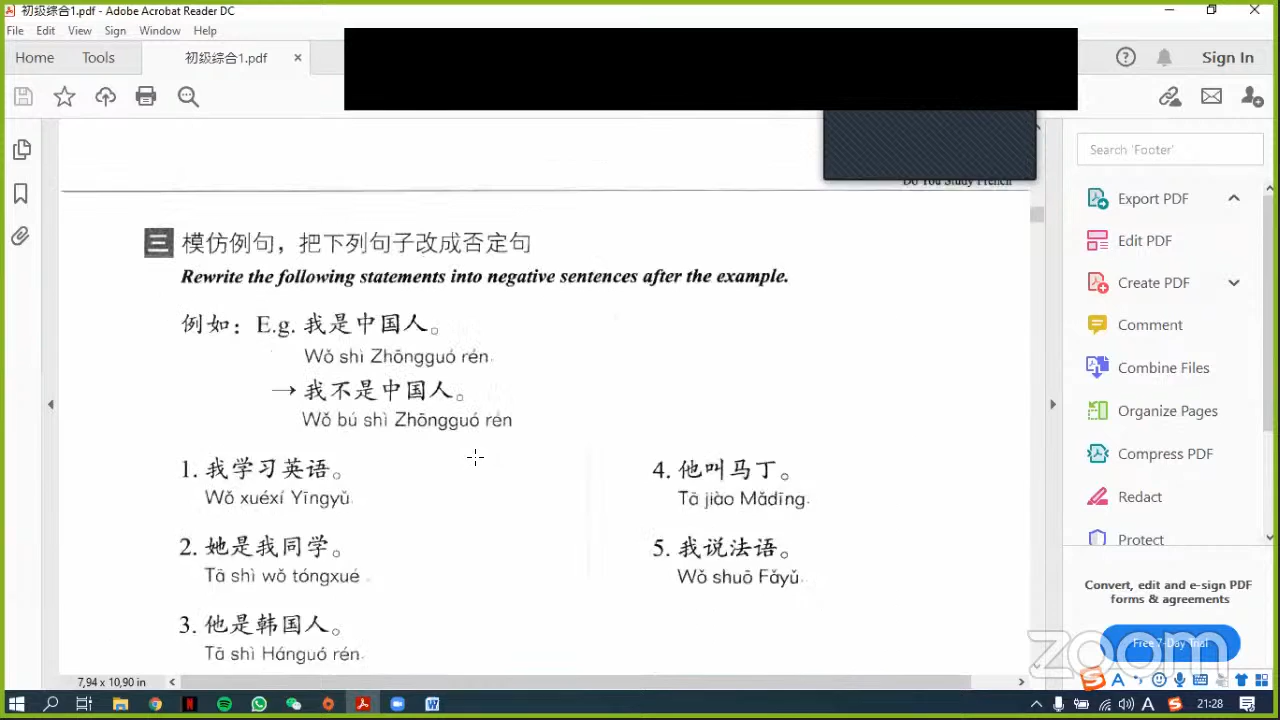 初级综合1.pdf - Adobe Acrobat Reader DC
File Edit View Sign Window Help
Home Tools 初级综合1.pdf × Sign In
Search 'Footer'
Do You Study French
三 模仿例句，把下列句子改成否定句
Rewrite the following statements into negative sentences after the example.
例如：E.g. 我是中国人。
Wǒ shì Zhōngguó rén.
→ 我不是中国人。
Wǒ bú shì Zhōngguó rén
1. 我学习英语。
Wǒ xuéxí Yīngyǔ.
2. 她是我同学。
Tā shì wǒ tóngxué
3. 他是韩国人。
Tā shì Hánguó rén.
4. 他叫马丁。
Tā jiào Mǎdīng.
5. 我说法语。
Wǒ shuō Fǎyǔ.
Export PDF
Edit PDF
Create PDF
Comment
Combine Files
Organize Pages
Compress PDF
Redact
Protect
Convert, edit and e-sign PDF
forms & agreements
Free 7-Day Trial
zoom
7,94 x 10,90 in
21:28